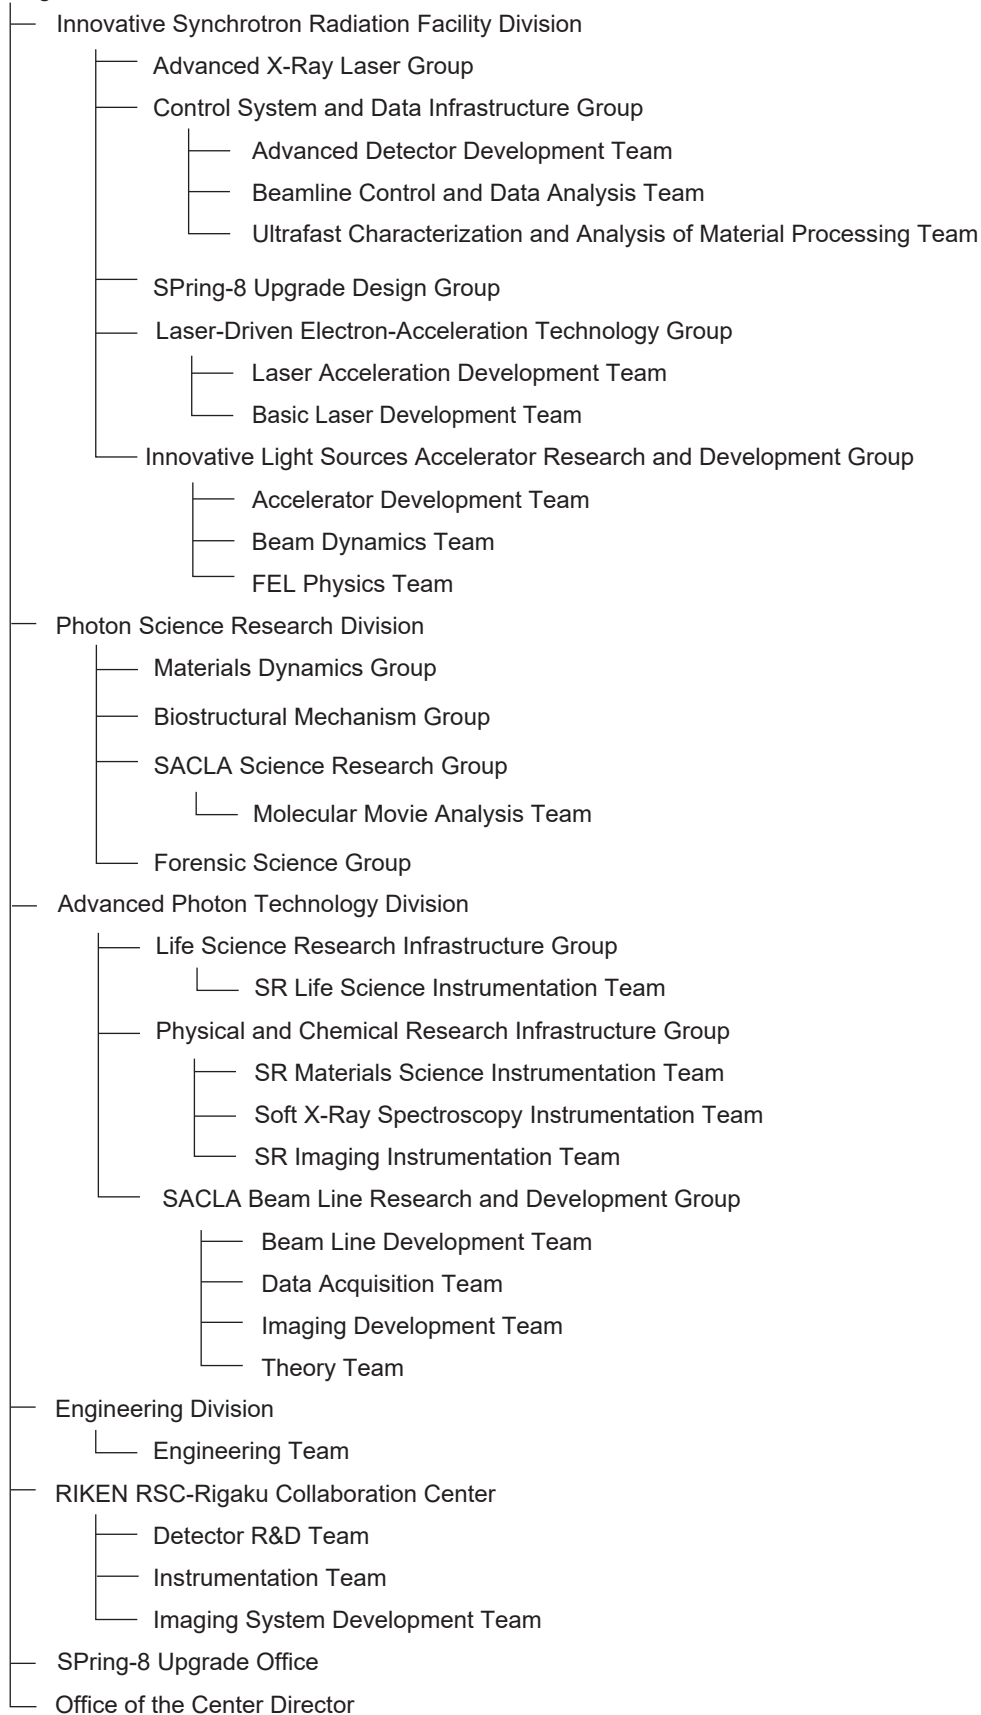 Innovative Synchrotron Radiation Facility Division
Advanced X-Ray Laser Group
Control System and Data Infrastructure Group
Advanced Detector Development Team
Beamline Control and Data Analysis Team
Ultrafast Characterization and Analysis of Material Processing Team
SPring-8 Upgrade Design Group
Laser-Driven Electron-Acceleration Technology Group
Laser Acceleration Development Team
Basic Laser Development Team
Innovative Light Sources Accelerator Research and Development Group
Accelerator Development Team
Beam Dynamics Team
FEL Physics Team
Photon Science Research Division
Materials Dynamics Group
Biostructural Mechanism Group
SACLA Science Research Group
Molecular Movie Analysis Team
Forensic Science Group
Advanced Photon Technology Division
Life Science Research Infrastructure Group
SR Life Science Instrumentation Team
Physical and Chemical Research Infrastructure Group
SR Materials Science Instrumentation Team
Soft X-Ray Spectroscopy Instrumentation Team
SR Imaging Instrumentation Team
SACLA Beam Line Research and Development Group
Beam Line Development Team
Data Acquisition Team
Imaging Development Team
Theory Team
Engineering Division
Engineering Team
RIKEN RSC-Rigaku Collaboration Center
Detector R&D Team
Instrumentation Team
Imaging System Development Team
SPring-8 Upgrade Office
Office of the Center Director